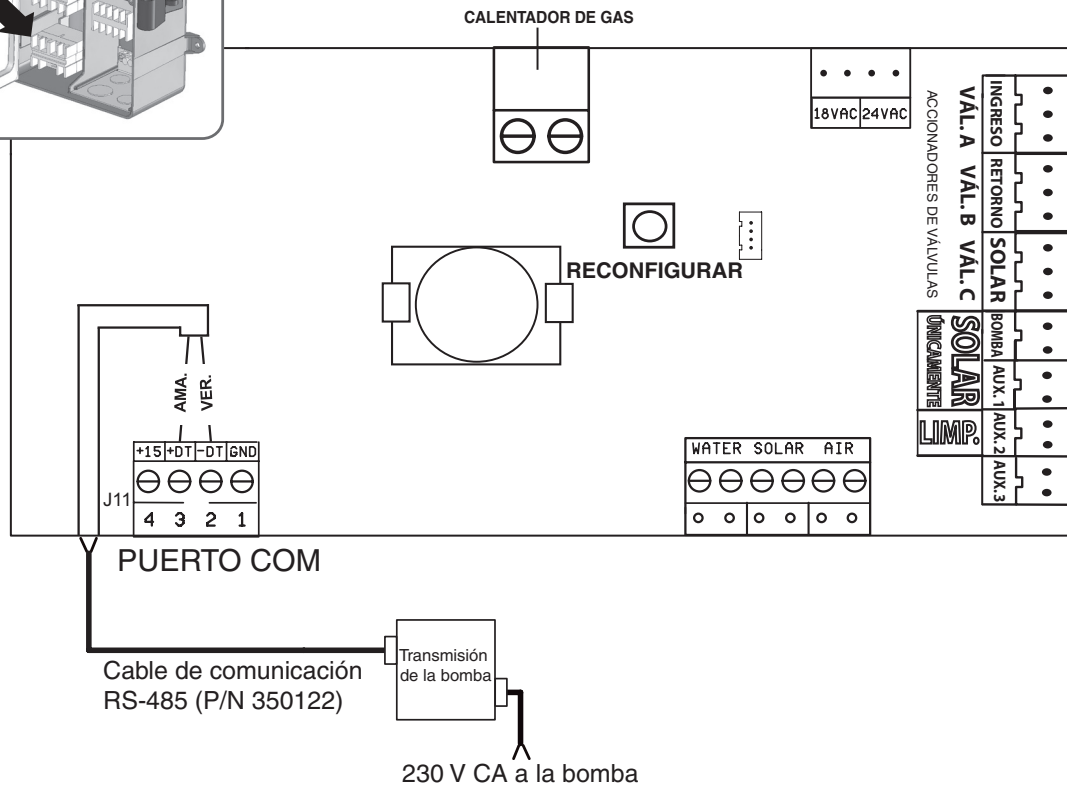 CALENTADOR DE GAS
18VAC 24VAC
ACCIONADORES DE VÁLVULAS
VÁL. A VÁL. B VÁL. C
INGRESO RETORNO SOLAR BOMBA AUX. 1 AUX. 2 AUX.3
SOLAR
ÚNICAMENTE
LIMP.
RECONFIGURAR
AMA.
VER.
+15 +DT -DT GND
J11
4 3 2 1
PUERTO COM
WATER SOLAR AIR
Transmisión
de la bomba
Cable de comunicación
RS-485 (P/N 350122)
230 V CA a la bomba